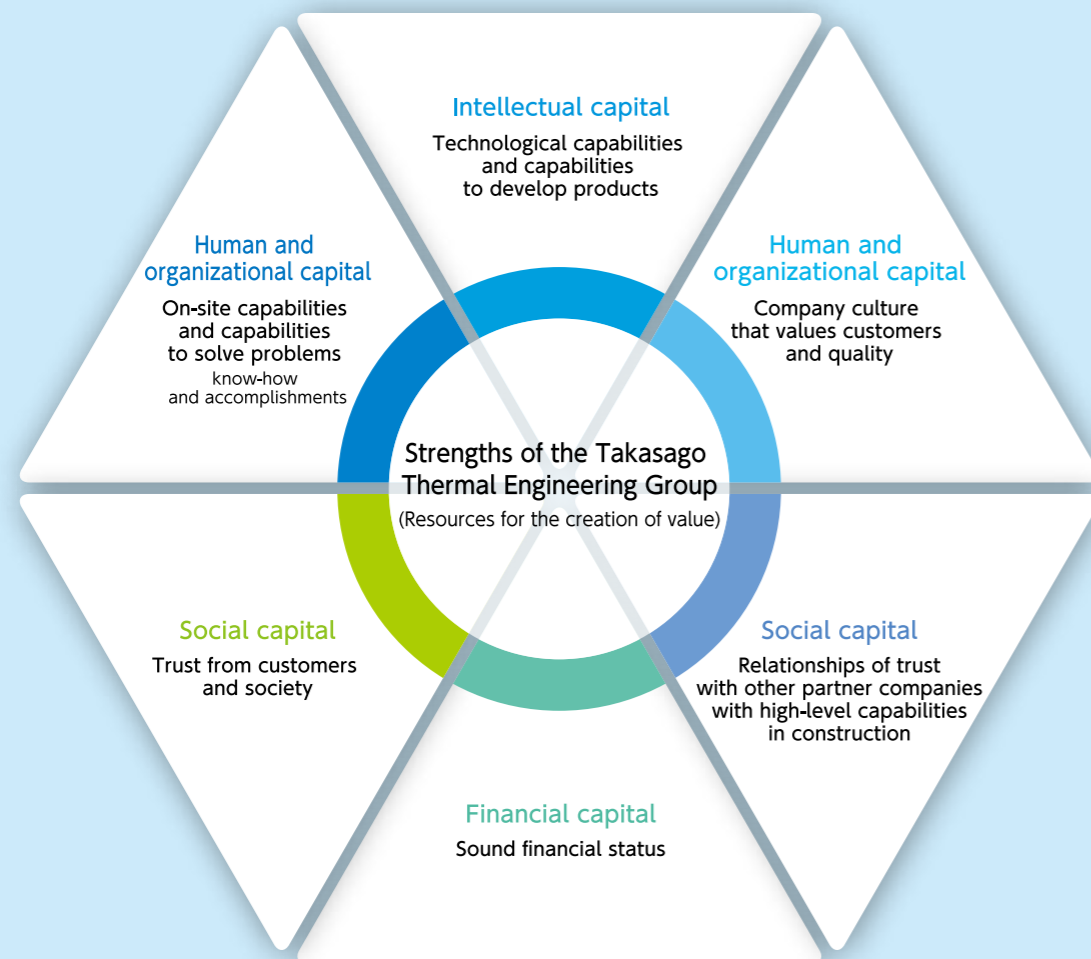 Intellectual capital
Technological capabilities
and capabilities
to develop products
Human and
organizational capital
On-site capabilities
and capabilities
to solve problems
know-how
and accomplishments
Human and
organizational capital
Company culture
that values customers
and quality
Strengths of the Takasago
Thermal Engineering Group
(Resources for the creation of value)
Social capital
Trust from customers
and society
Social capital
Relationships of trust
with other partner companies
with high-level capabilities
in construction
Financial capital
Sound financial status